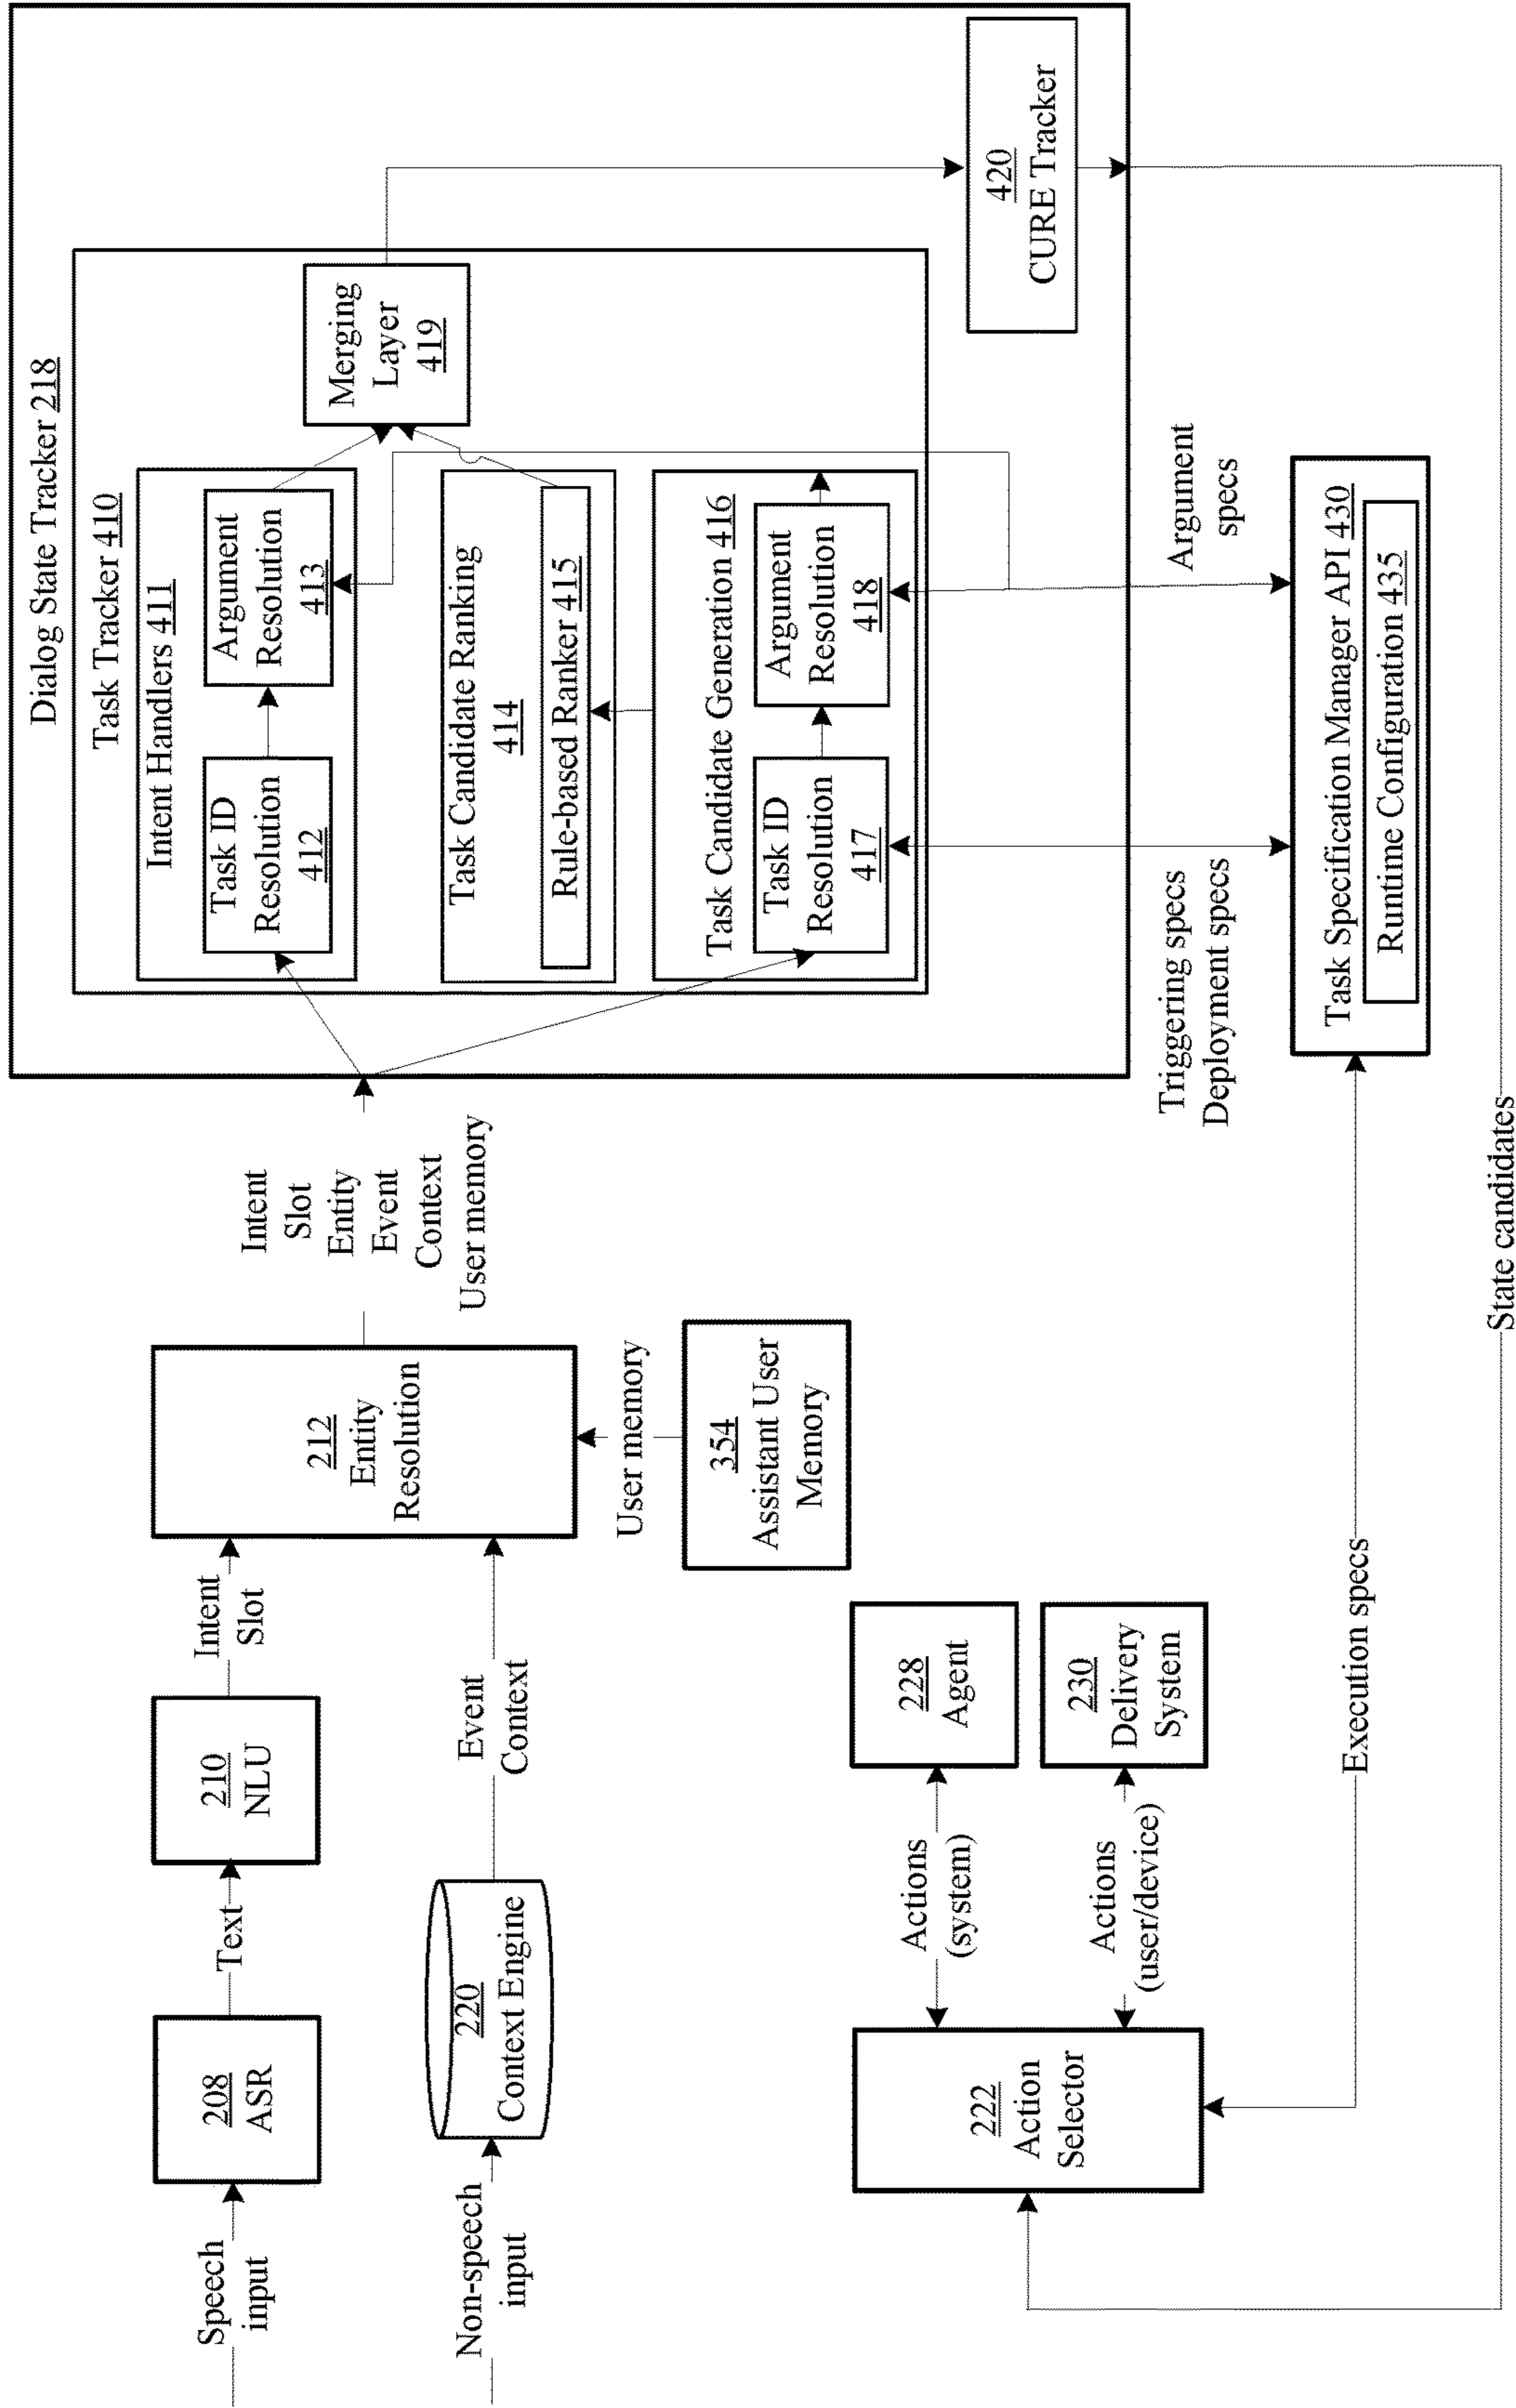 Speech
input
208
ASR
Text
210
NLU
Intent
Slot
Non-speech
input
220
Context Engine
Event
Context
212
Entity
Resolution
User memory
354
Assistant User
Memory
Intent
Slot
Entity
Event
Context
User memory
Dialog State Tracker 218
Task Tracker 410
Intent Handlers 411
Task ID
Resolution
412
Argument
Resolution
413
Merging
Layer
419
Task Candidate Ranking
414
Rule-based Ranker 415
Task Candidate Generation 416
Task ID
Resolution
417
Argument
Resolution
418
420
CURE Tracker
Triggering specs
Deployment specs
Argument
specs
Task Specification Manager API 430
Runtime Configuration 435
222
Action
Selector
Actions
(system)
228
Agent
Actions
(user/device)
230
Delivery
System
Execution specs
State candidates